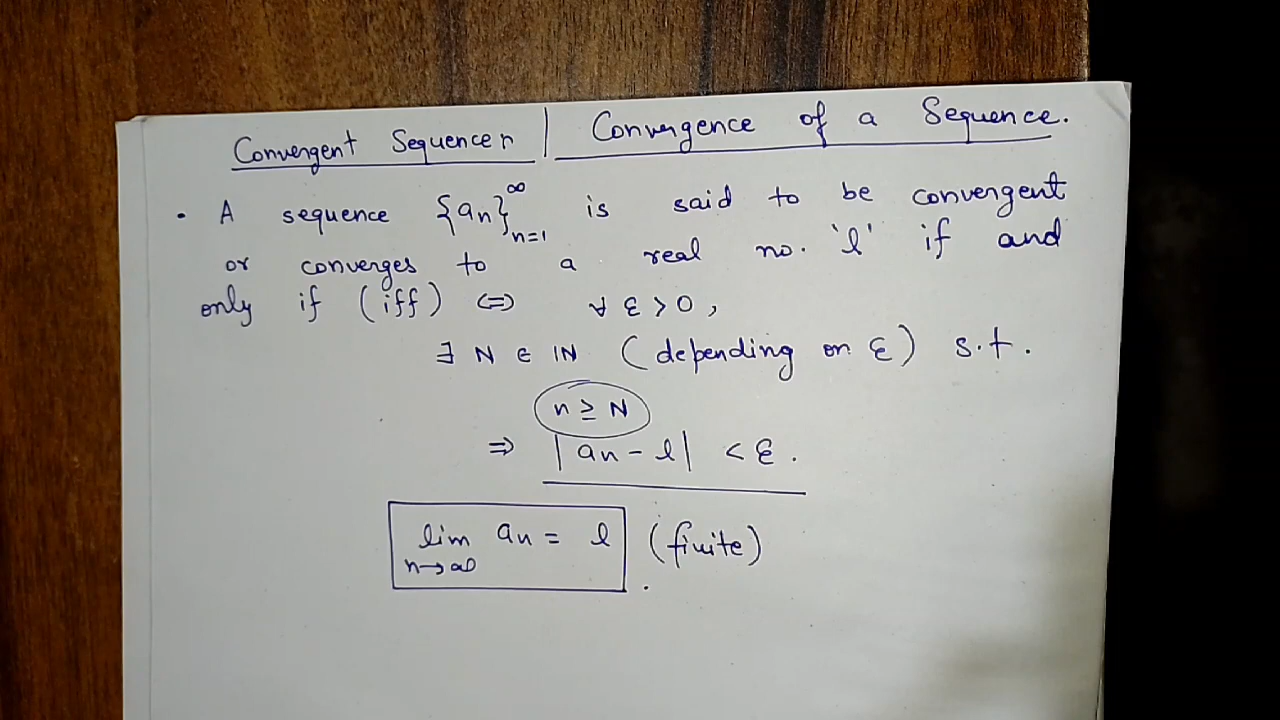 Convergent Sequences | Convergence of a Sequence.
• A sequence {an}∞n=1 is said to be convergent
or converges to a real no. 'l' if and
only if (iff) ⇔ ∀ ε > 0,
∃ N ∈ ℕ (depending on ε) s.t.
n ≥ N
⇒ |an - l| < ε.
lim n→∞ an = l (finite)